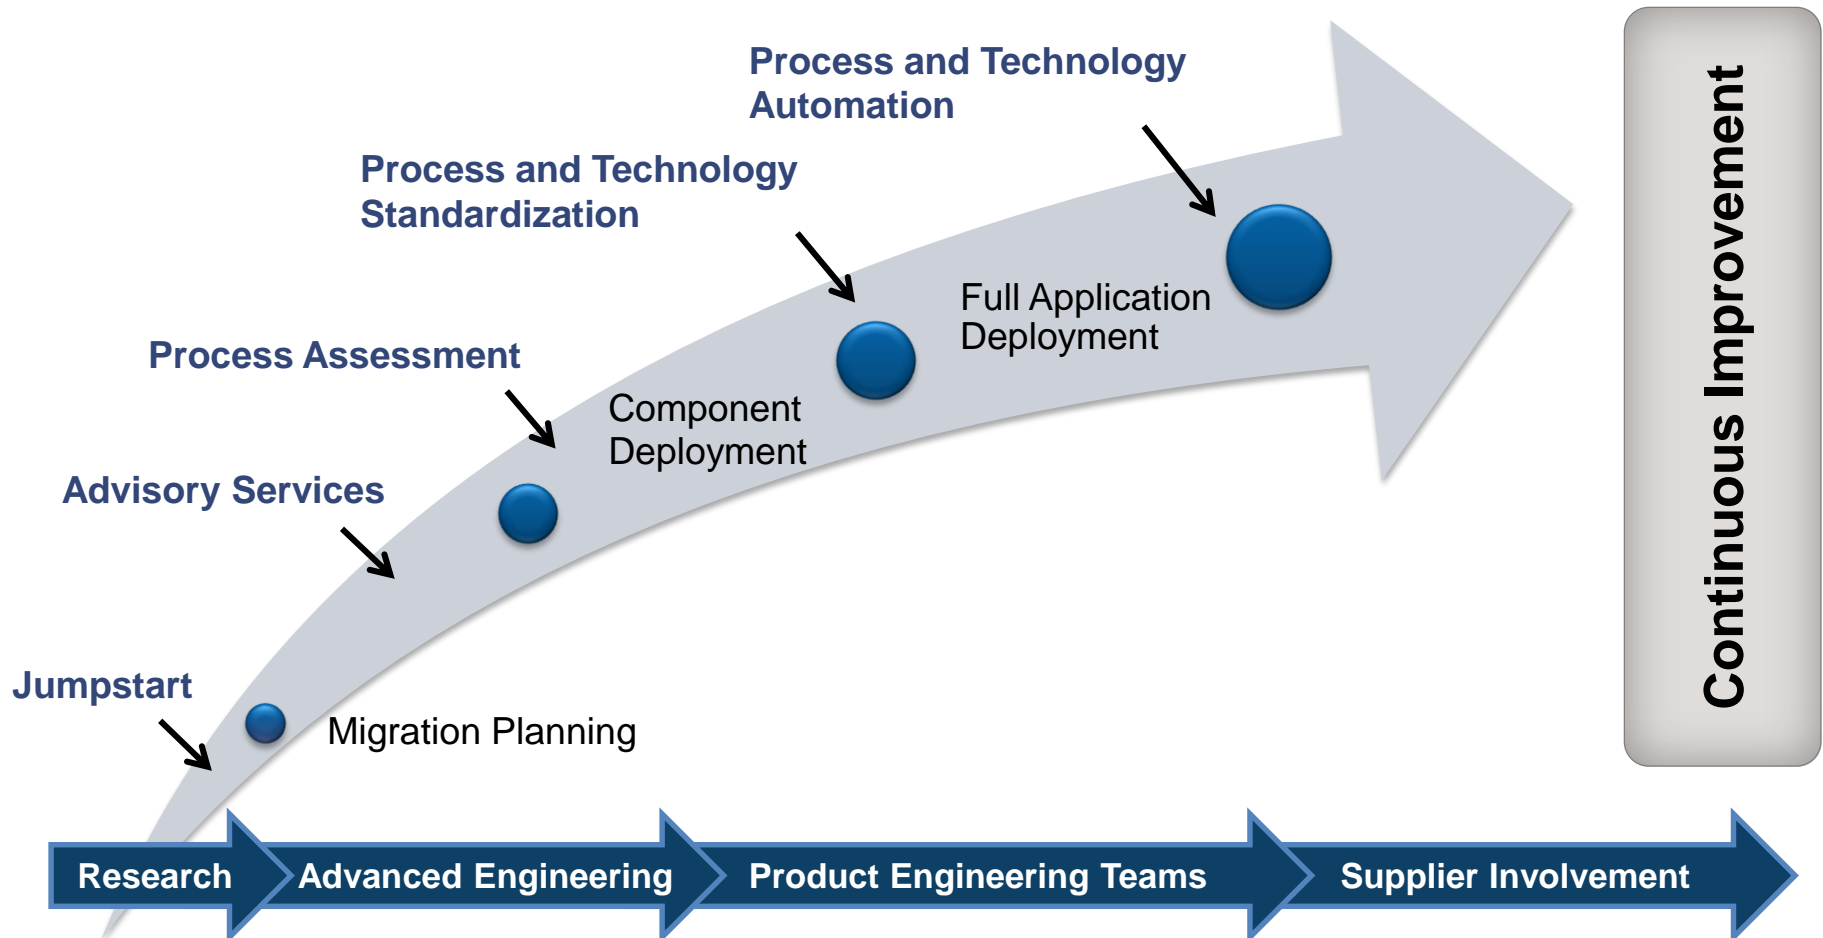 Process and Technology
Automation
Process and Technology
Standardization
Full Application
Deployment
Process Assessment
Component
Deployment
Advisory Services
Jumpstart
Migration Planning
Continuous Improvement
Research
Advanced Engineering
Product Engineering Teams
Supplier Involvement